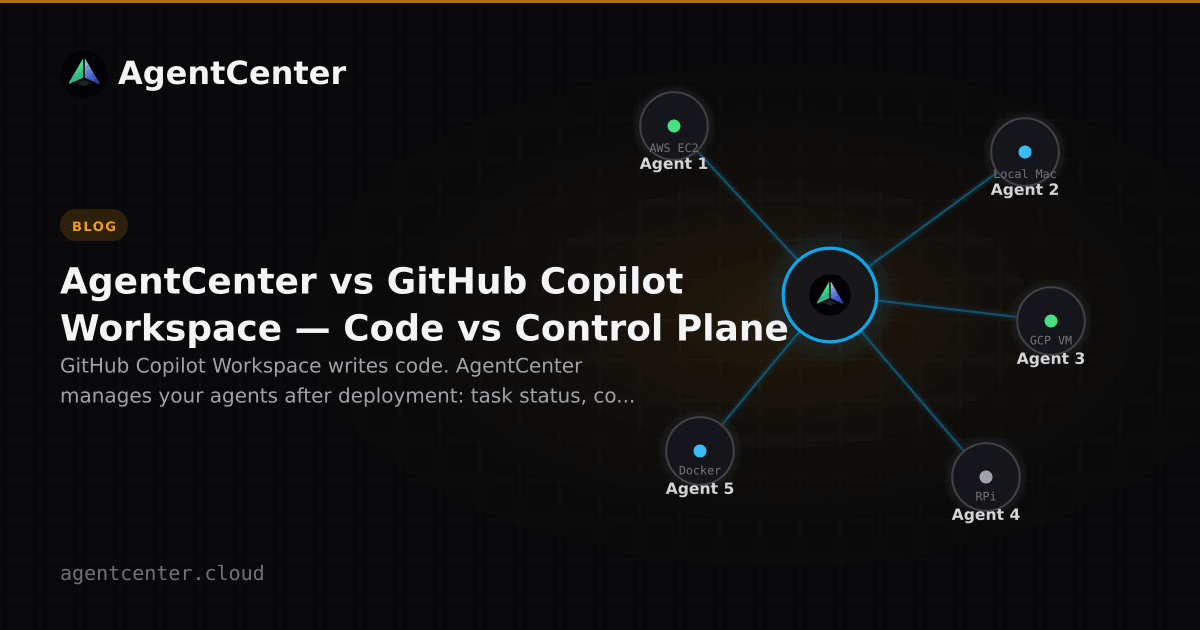 AgentCenter
BLOG
AgentCenter vs GitHub Copilot
Workspace — Code vs Control Plane
GitHub Copilot Workspace writes code. AgentCenter
manages your agents after deployment: task status, co...
agentcenter.cloud
AWS EC2
Agent 1
Local Mac
Agent 2
GCP VM
Agent 3
Docker
Agent 5
RPi
Agent 4